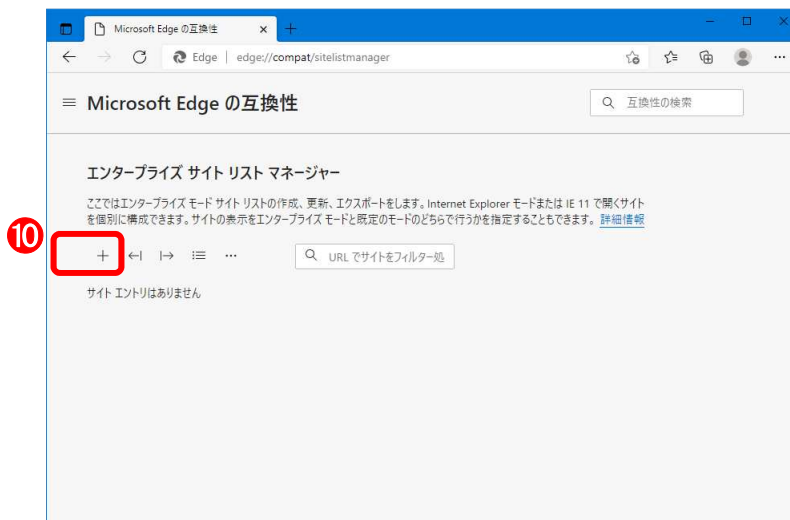 Microsoft Edge の互換性
Edge | edge://compat/sitelistmanager
Microsoft Edge の互換性
互換性の検索
エンタープライズ サイト リスト マネージャー
ここではエンタープライズ モード サイト リストの作成、更新、エクスポートをします。Internet Explorer モードまたは IE 11 で開くサイト
を個別に構成できます。サイトの表示をエンタープライズ モードと既定のモードのどちらで行うかを指定することもできます。 詳細情報
⑩
URL でサイトをフィルター処
サイト エントリはありません